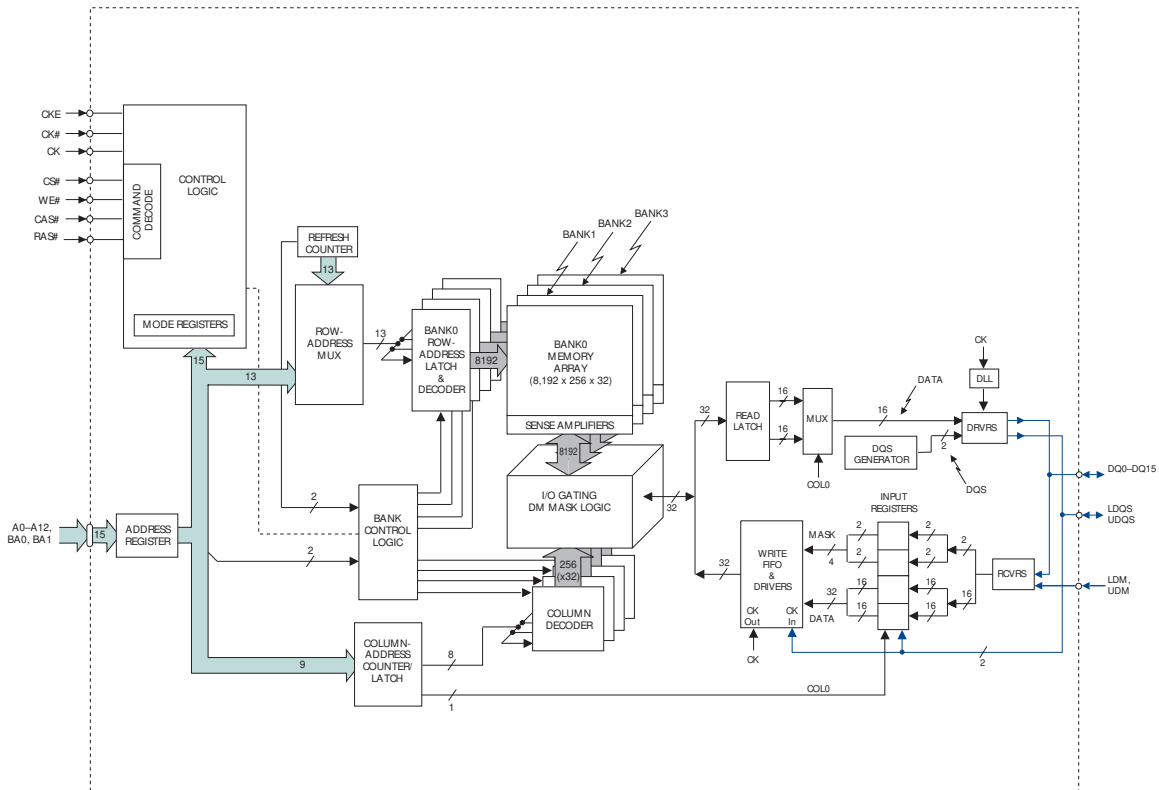 CKE
CK#
CK
CS#
WE#
CAS#
RAS#
COMMAND
DECODE
CONTROL
LOGIC
MODE REGISTERS
15
REFRESH
COUNTER
13
ROW-
ADDRESS
MUX
13
13
BANK0
ROW-
ADDRESS
LATCH
&
DECODER
8192
BANK1
BANK2
BANK3
BANK0
MEMORY
ARRAY
(8,192 x 256 x 32)
SENSE AMPLIFIERS
8192
I/O GATING
DM MASK LOGIC
32
A0–A12,
BA0, BA1
15
ADDRESS
REGISTER
2
2
BANK
CONTROL
LOGIC
256
(x32)
COLUMN
DECODER
9
COLUMN-
ADDRESS
COUNTER/
LATCH
8
1
COL0
32
READ
LATCH
16
16
MUX
COL0
16
DATA
DQS
GENERATOR
2
DQS
CK
DLL
DRVRS
DQ0–DQ15
LDQS
UDQS
LDM,
UDM
RCVRS
INPUT
REGISTERS
2
2
2
2
2
16
16
16
16
16
MASK
4
32
DATA
32
WRITE
FIFO
&
DRIVERS
CK
Out
CK
In
CK
2